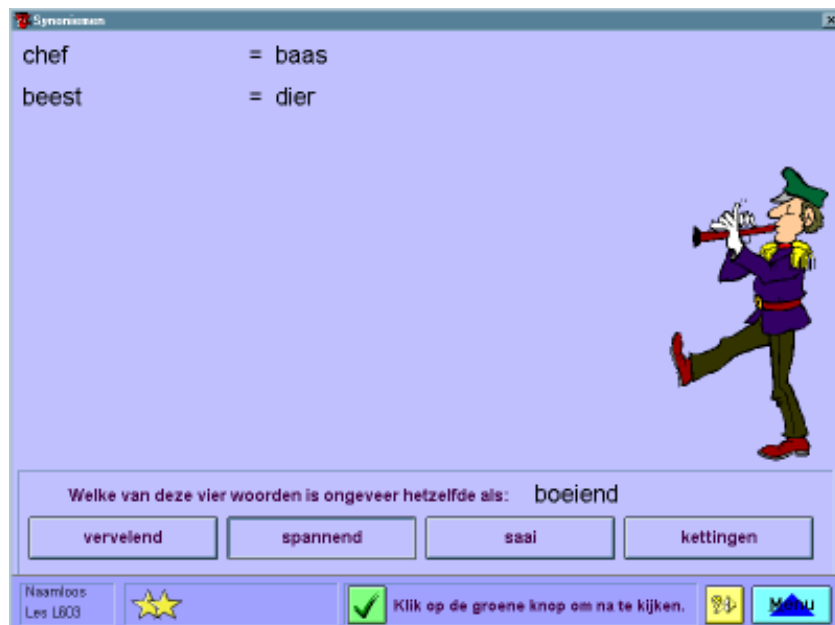 Synoniemen
chef = baas
beest = dier
Welke van deze vier woorden is ongeveer hetzelfde als: boeiend
vervelend spannend saai kettingen
Naamloos
Les L603
Klik op de groene knop om na te kijken.
Menu